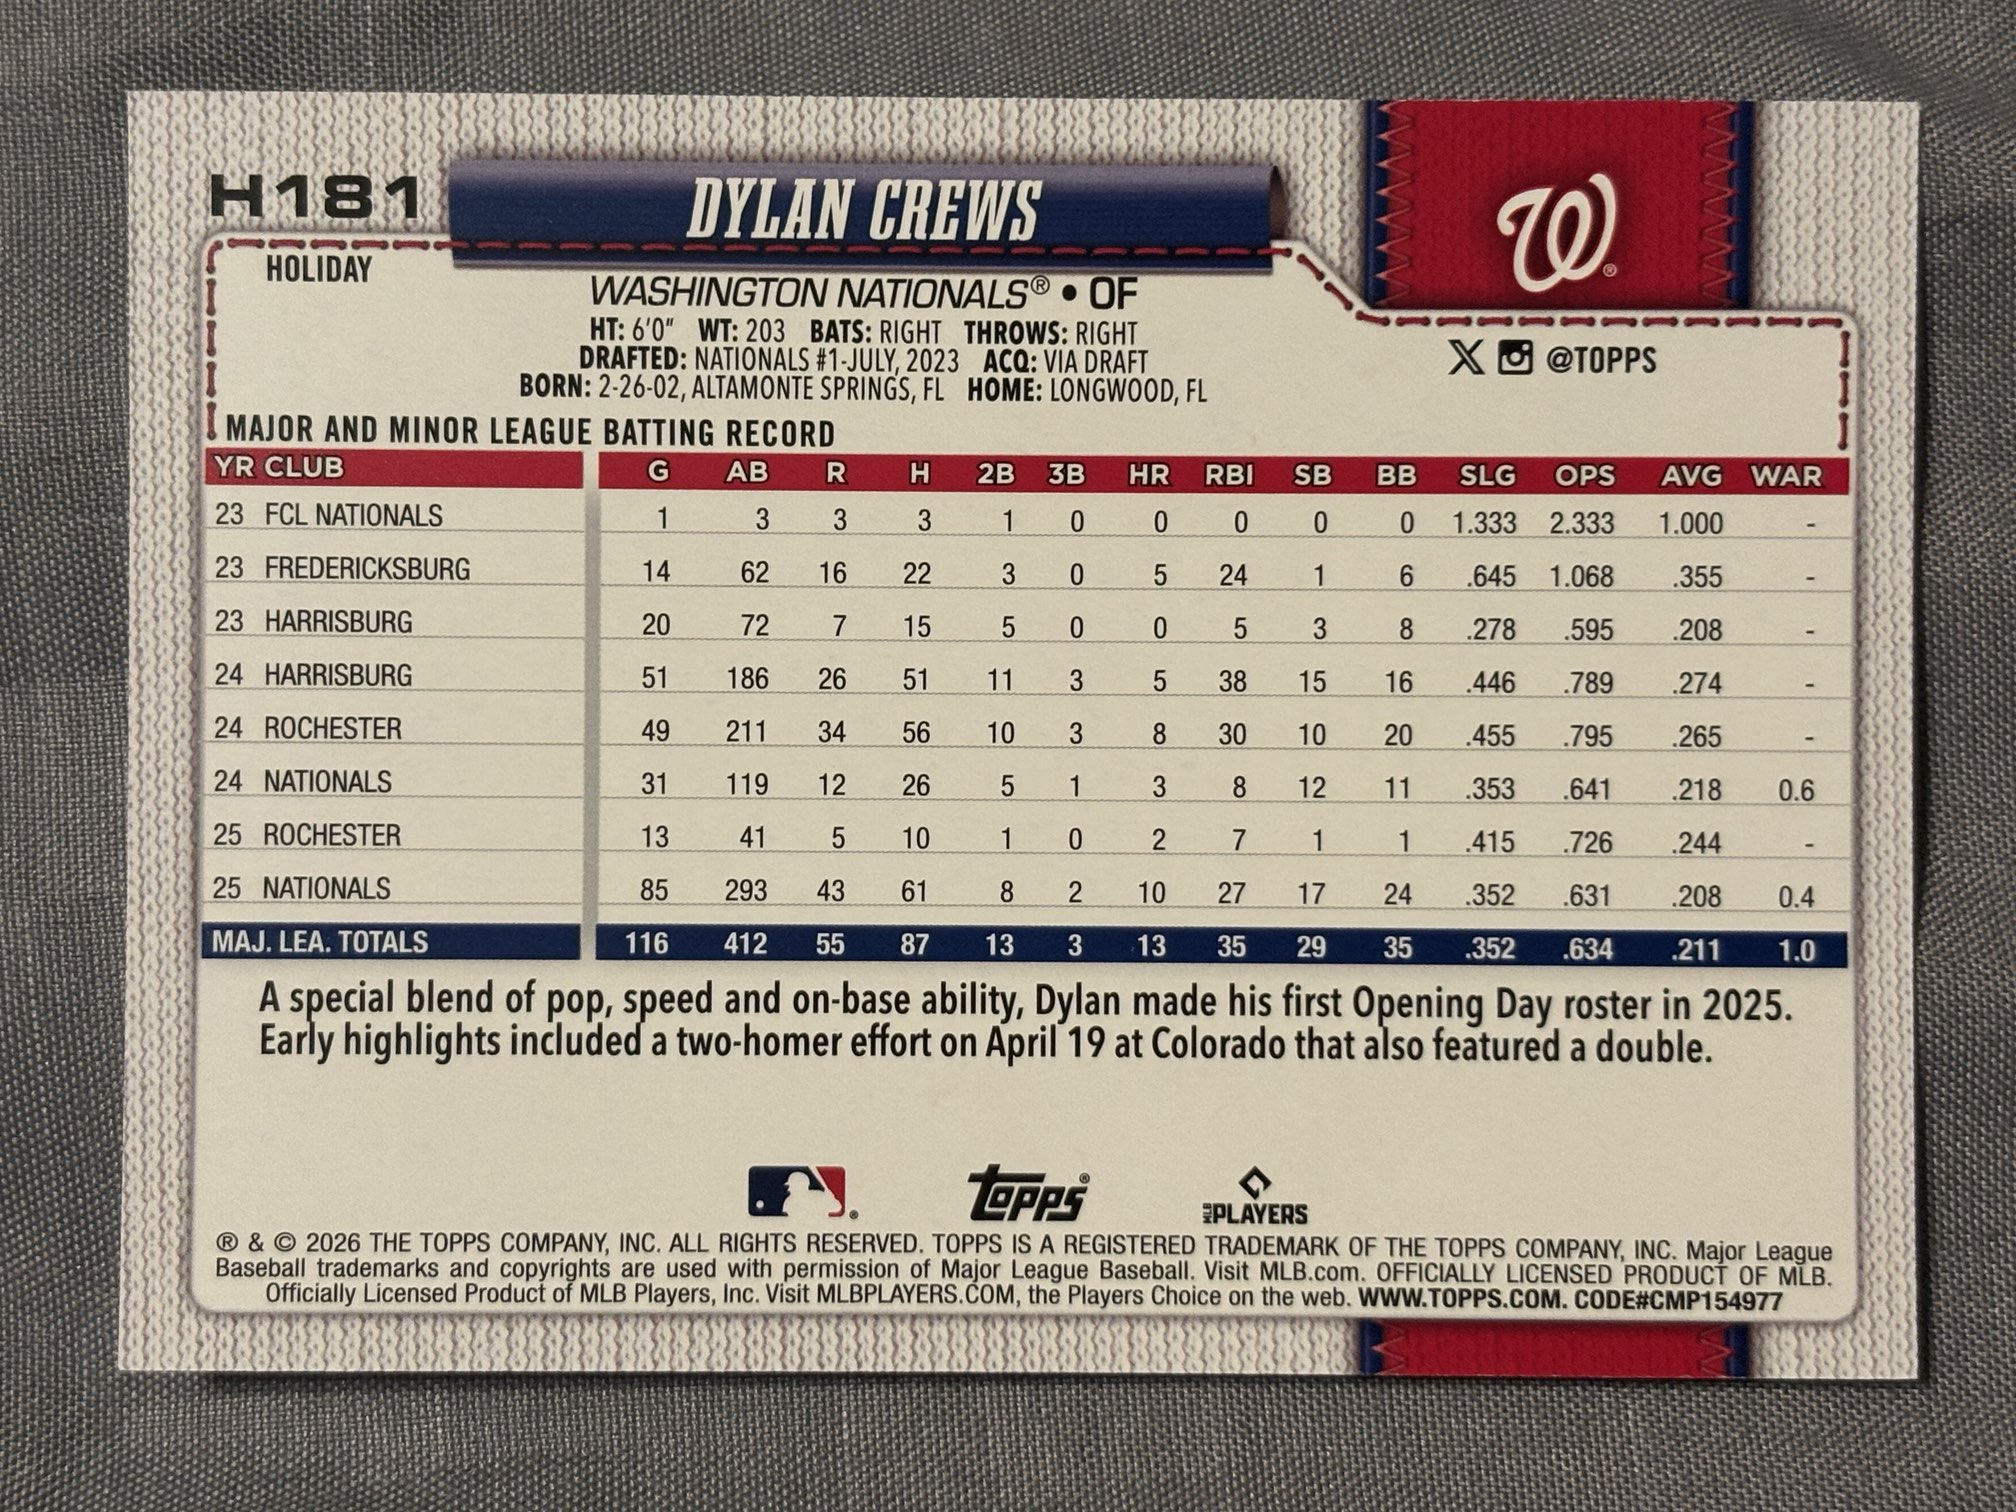 H181
DYLAN CREWS
W®
HOLIDAY
WASHINGTON NATIONALS® • OF
HT: 6'0" WT: 203 BATS: RIGHT THROWS: RIGHT
DRAFTED: NATIONALS #1-JULY, 2023 ACQ: VIA DRAFT
BORN: 2-26-02, ALTAMONTE SPRINGS, FL HOME: LONGWOOD, FL
X @TOPPS
MAJOR AND MINOR LEAGUE BATTING RECORD
YR CLUB G AB R H 2B 3B HR RBI SB BB SLG OPS AVG WAR
23 FCL NATIONALS 1 3 3 3 1 0 0 0 0 0 1.333 2.333 1.000 -
23 FREDERICKSBURG 14 62 16 22 3 0 5 24 1 6 .645 1.068 .355 -
23 HARRISBURG 20 72 7 15 5 0 0 5 3 8 .278 .595 .208 -
24 HARRISBURG 51 186 26 51 11 3 5 38 15 16 .446 .789 .274 -
24 ROCHESTER 49 211 34 56 10 3 8 30 10 20 .455 .795 .265 -
24 NATIONALS 31 119 12 26 5 1 3 8 12 11 .353 .641 .218 0.6
25 ROCHESTER 13 41 5 10 1 0 2 7 1 1 .415 .726 .244 -
25 NATIONALS 85 293 43 61 8 2 10 27 17 24 .352 .631 .208 0.4
MAJ. LEA. TOTALS 116 412 55 87 13 3 13 35 29 35 .352 .634 .211 1.0
A special blend of pop, speed and on-base ability, Dylan made his first Opening Day roster in 2025.
Early highlights included a two-homer effort on April 19 at Colorado that also featured a double.
® Topps® MLB PLAYERS
® & © 2026 THE TOPPS COMPANY, INC. ALL RIGHTS RESERVED. TOPPS IS A REGISTERED TRADEMARK OF THE TOPPS COMPANY, INC. Major League
Baseball trademarks and copyrights are used with permission of Major League Baseball. Visit MLB.com. OFFICIALLY LICENSED PRODUCT OF MLB.
Officially Licensed Product of MLB Players, Inc. Visit MLBPLAYERS.COM, the Players Choice on the web. WWW.TOPPS.COM. CODE#CMP154977